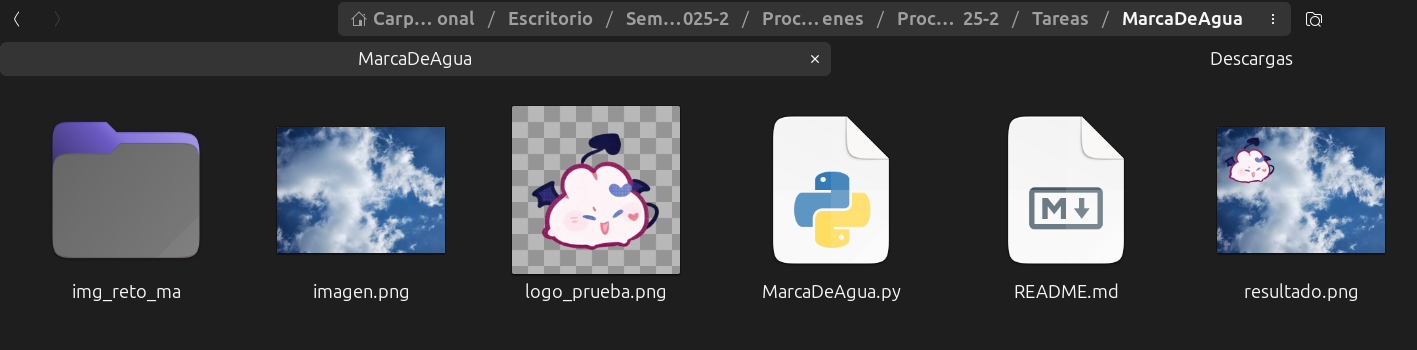 Carp...onal / Escritorio / Sem...025-2 / Proc...enes / Proc... 25-2 / Tareas / MarcaDeAgua
MarcaDeAgua × Descargas
img_reto_ma imagen.png logo_prueba.png MarcaDeAgua.py README.md resultado.png